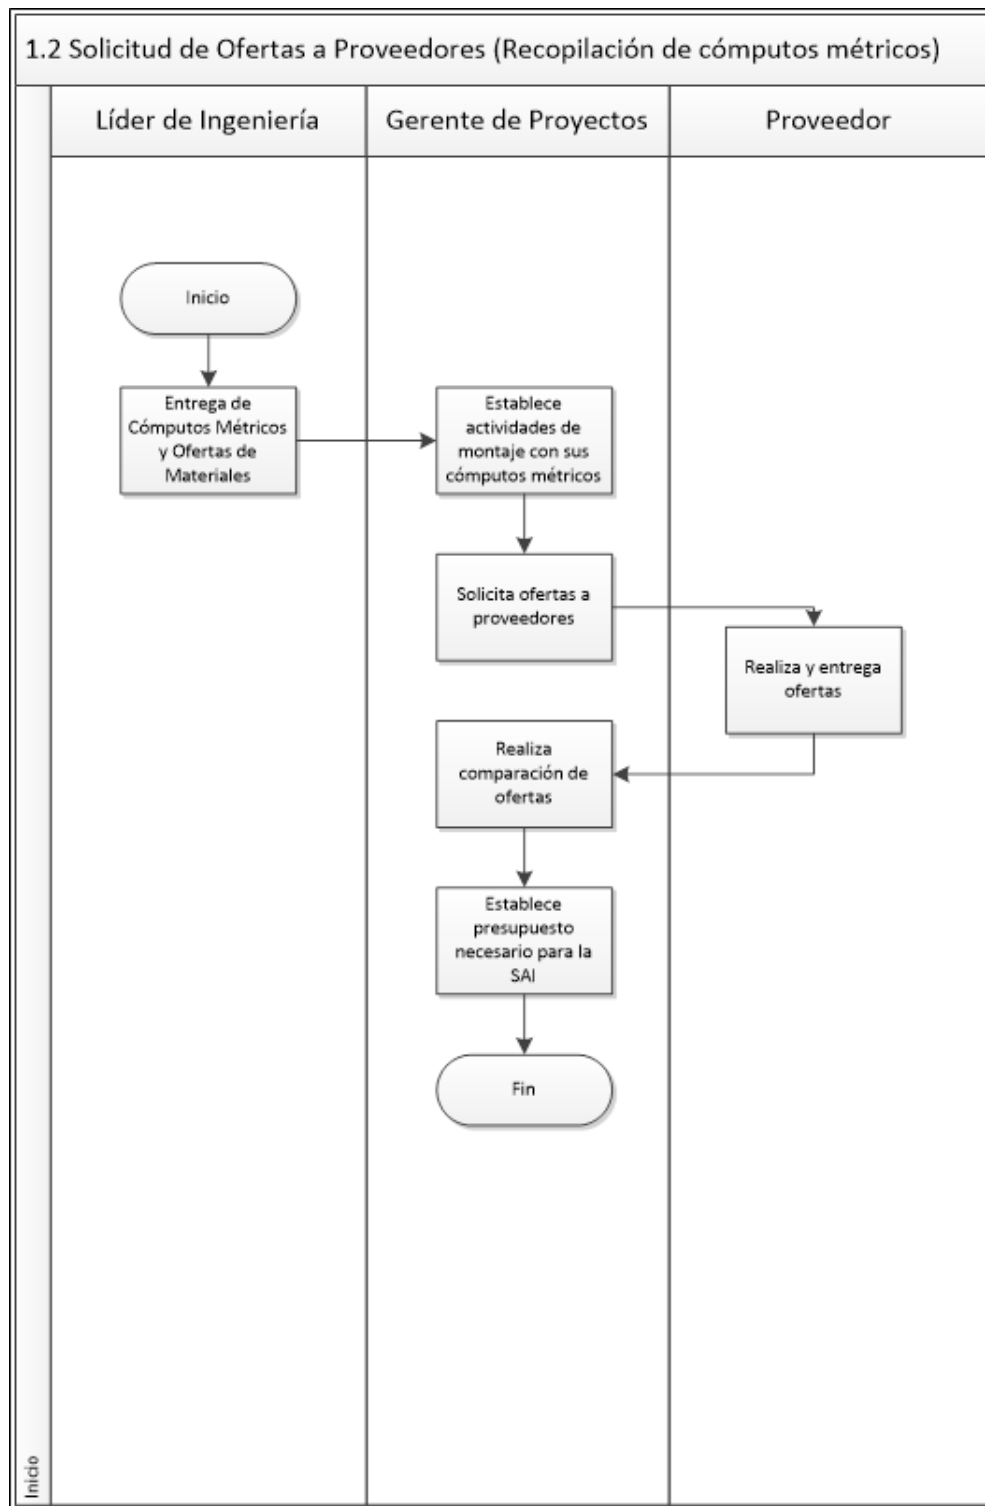 1.2 Solicitud de Ofertas a Proveedores (Recopilación de cómputos métricos)
Líder de Ingeniería
Gerente de Proyectos
Proveedor
Inicio
Entrega de
Cómputos Métricos
y Ofertas de
Materiales
Establece
actividades de
montaje con sus
cómputos métricos
Solicita ofertas a
proveedores
Realiza y entrega
ofertas
Realiza
comparación de
ofertas
Establece
presupuesto
necesario para la
SAI
Fin
Inicio